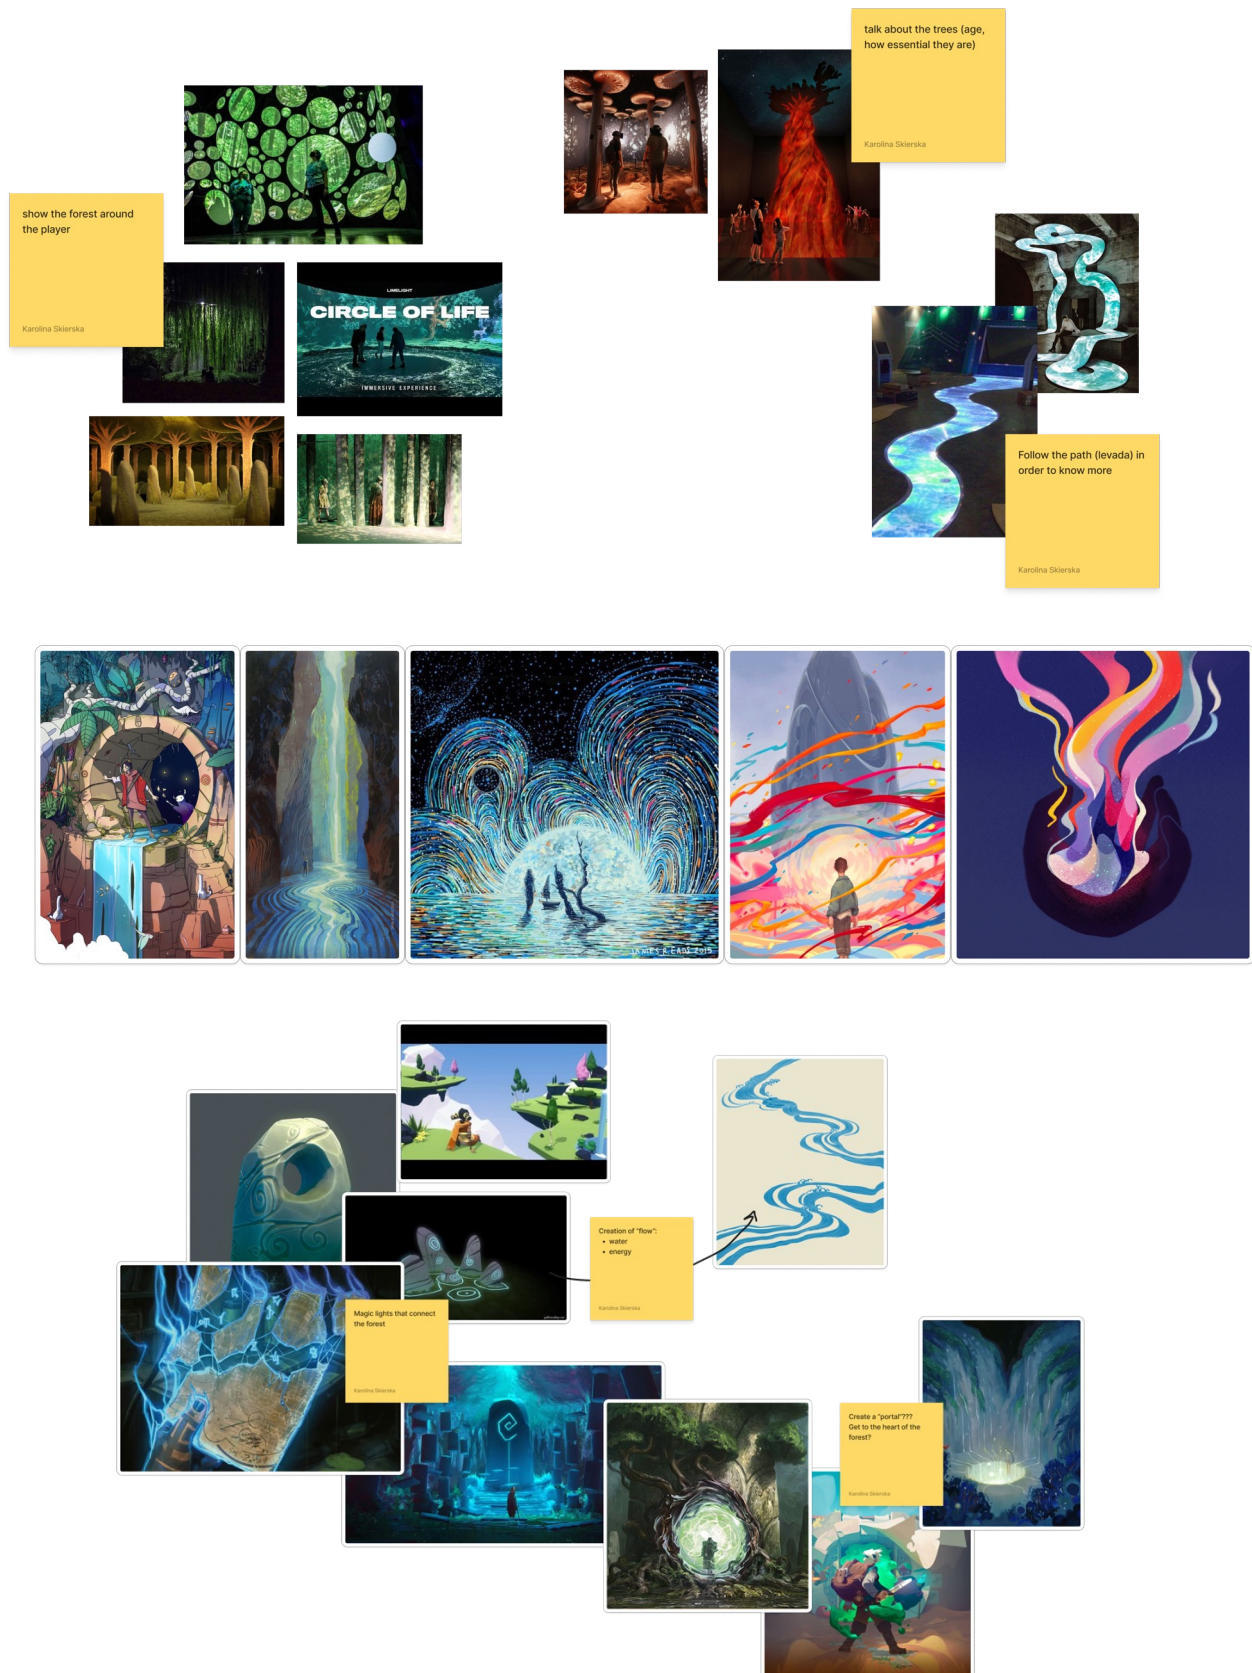 talk about the trees (age,
how essential they are)
Karolina Skierska
show the forest around
the player
Karolina Skierska
LIMELIGHT
CIRCLE OF LIFE
IMMERSIVE EXPERIENCE
Follow the path (levada) in
order to know more
Karolina Skierska
JAMES R. EADS 2015
Creation of "flow":
• water
• energy
Karolina Skierska
Magic lights that connect
the forest
Karolina Skierska
Create a "portal"???
Get to the heart of the
forest?
Karolina Skierska